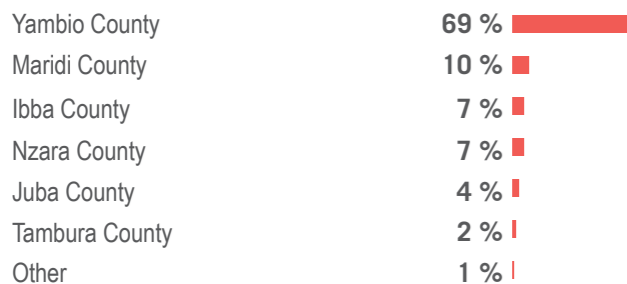 Yambio County 69 %
Maridi County 10 %
Ibba County 7 %
Nzara County 7 %
Juba County 4 %
Tambura County 2 %
Other 1 %